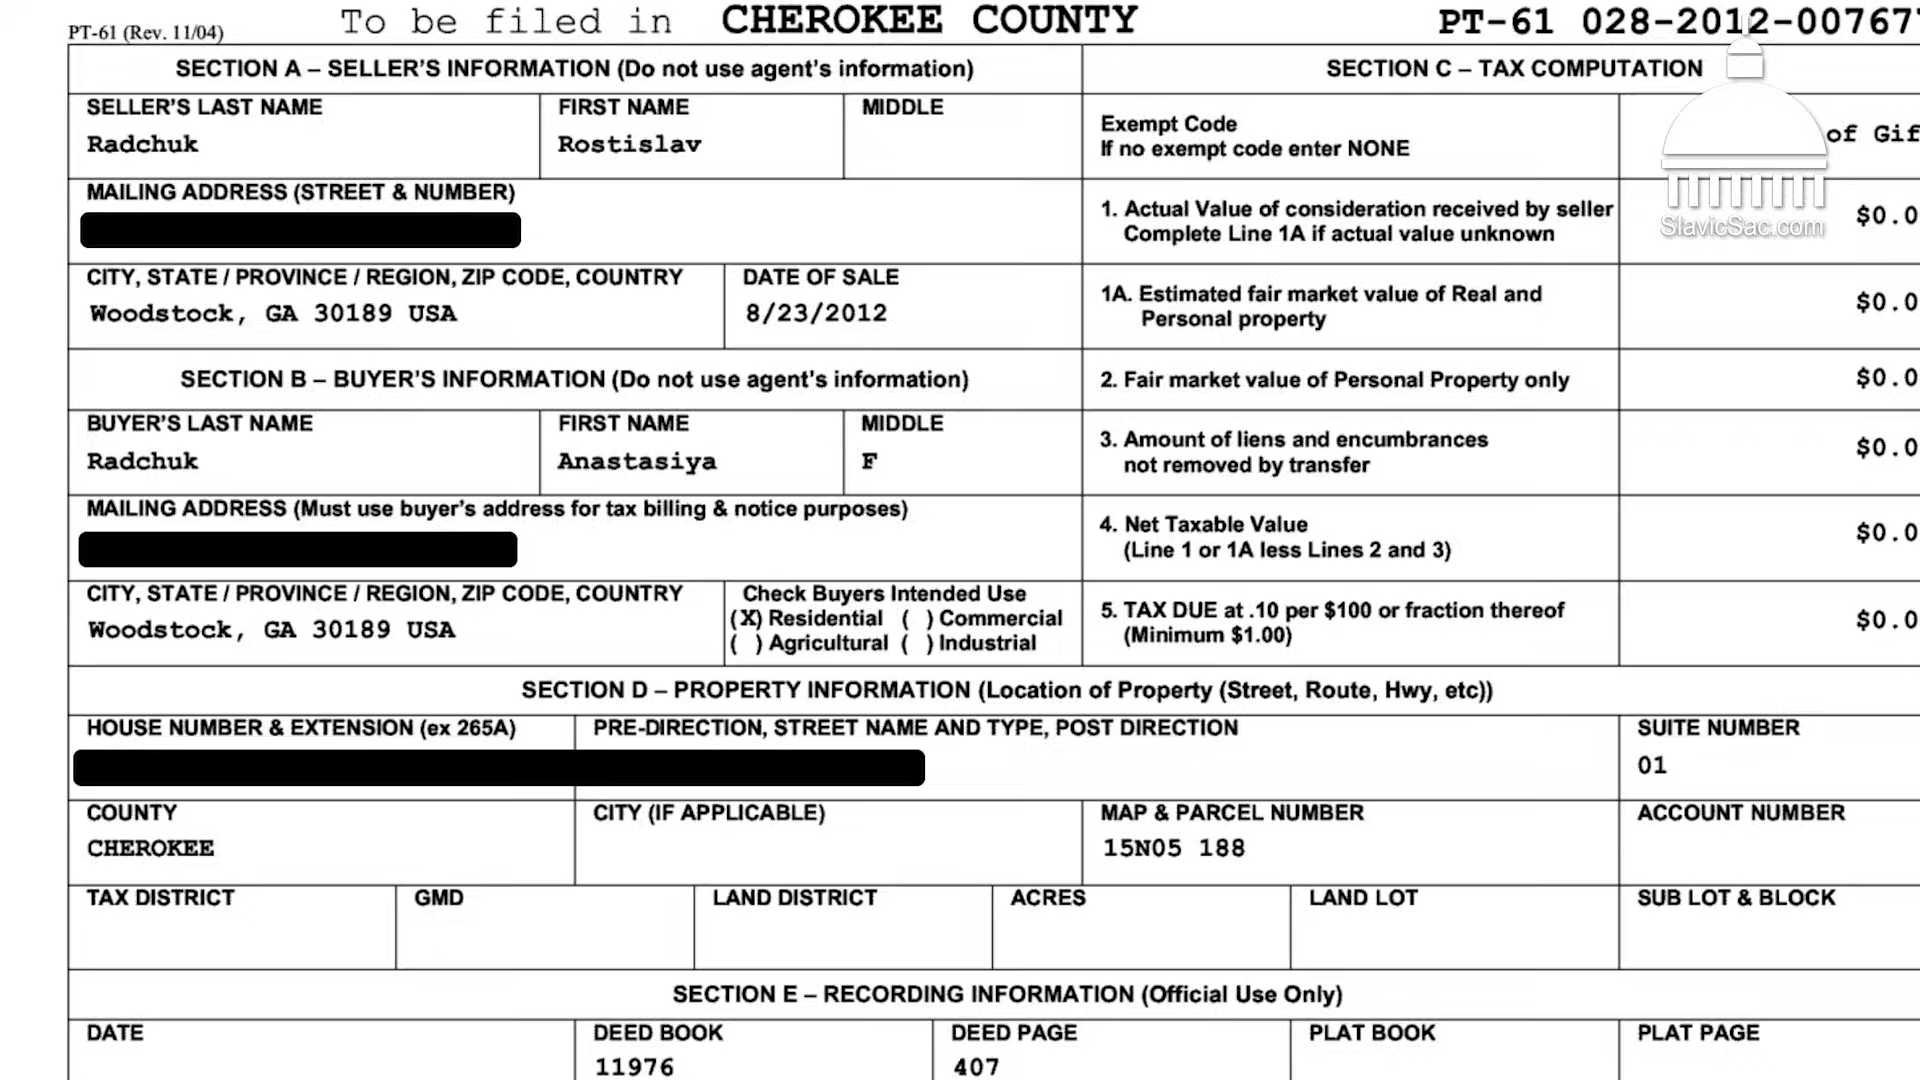 PT-61 (Rev. 11/04) To be filed in CHEROKEE COUNTY PT-61 028-2012-00767
SECTION A – SELLER'S INFORMATION (Do not use agent's information)
SECTION C – TAX COMPUTATION
SELLER'S LAST NAME
Radchuk
FIRST NAME
Rostislav
MIDDLE
Exempt Code
If no exempt code enter NONE
of Gif
MAILING ADDRESS (STREET & NUMBER)
1. Actual Value of consideration received by seller
Complete Line 1A if actual value unknown
$0.0
SlavicSac.com
CITY, STATE / PROVINCE / REGION, ZIP CODE, COUNTRY
Woodstock, GA 30189 USA
DATE OF SALE
8/23/2012
1A. Estimated fair market value of Real and
Personal property
$0.0
SECTION B – BUYER'S INFORMATION (Do not use agent's information)
2. Fair market value of Personal Property only
$0.0
BUYER'S LAST NAME
Radchuk
FIRST NAME
Anastasiya
MIDDLE
F
3. Amount of liens and encumbrances
not removed by transfer
$0.0
MAILING ADDRESS (Must use buyer's address for tax billing & notice purposes)
4. Net Taxable Value
(Line 1 or 1A less Lines 2 and 3)
$0.0
CITY, STATE / PROVINCE / REGION, ZIP CODE, COUNTRY
Woodstock, GA 30189 USA
Check Buyers Intended Use
(X) Residential ( ) Commercial
( ) Agricultural ( ) Industrial
5. TAX DUE at .10 per $100 or fraction thereof
(Minimum $1.00)
$0.0
SECTION D – PROPERTY INFORMATION (Location of Property (Street, Route, Hwy, etc))
HOUSE NUMBER & EXTENSION (ex 265A)
PRE-DIRECTION, STREET NAME AND TYPE, POST DIRECTION
SUITE NUMBER
01
COUNTY
CHEROKEE
CITY (IF APPLICABLE)
MAP & PARCEL NUMBER
15N05 188
ACCOUNT NUMBER
TAX DISTRICT
GMD
LAND DISTRICT
ACRES
LAND LOT
SUB LOT & BLOCK
SECTION E – RECORDING INFORMATION (Official Use Only)
DATE
DEED BOOK
11976
DEED PAGE
407
PLAT BOOK
PLAT PAGE